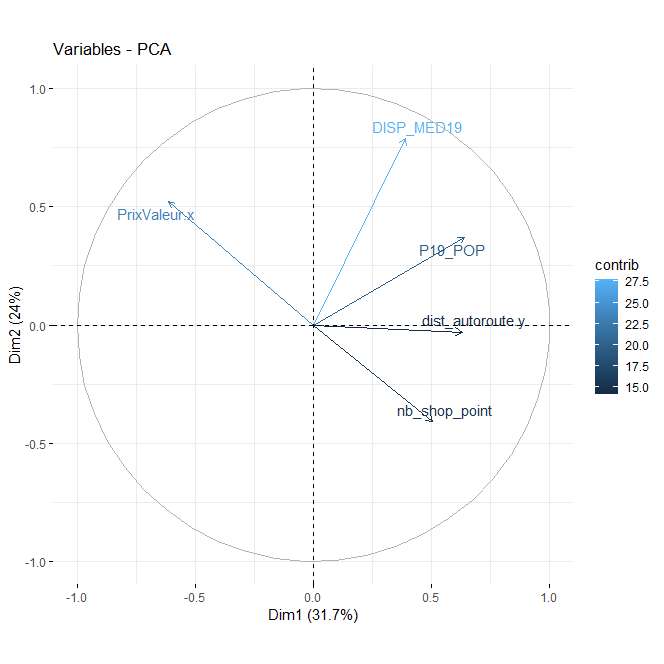 Variables - PCA
DISP_MED19
PrixValeur.x
P19_POP
dist_autoroute.y
nb_shop_point
1.0
0.5
0.0
-0.5
-1.0
-1.0
-0.5
0.0
0.5
1.0
Dim1 (31.7%)
Dim2 (24%)
contrib
27.5
25.0
22.5
20.0
17.5
15.0